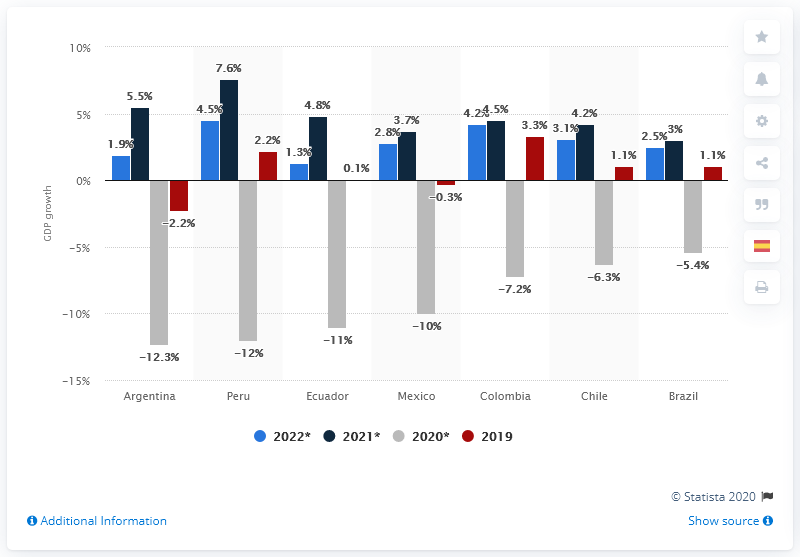 10%
5%
0%
−5%
−10%
−15%
GDP growth
1.9% 5.5% −12.3% −2.2%
4.5% 7.6% −12% 2.2%
1.3% 4.8% −11% 0.1%
2.8% 3.7% −10% −0.3%
4.2% 4.5% −7.2% 3.3%
3.1% 4.2% −6.3% 1.1%
2.5% 3% −5.4% 1.1%
Argentina Peru Ecuador Mexico Colombia Chile Brazil
2022* 2021* 2020* 2019
© Statista 2020
Additional Information Show source